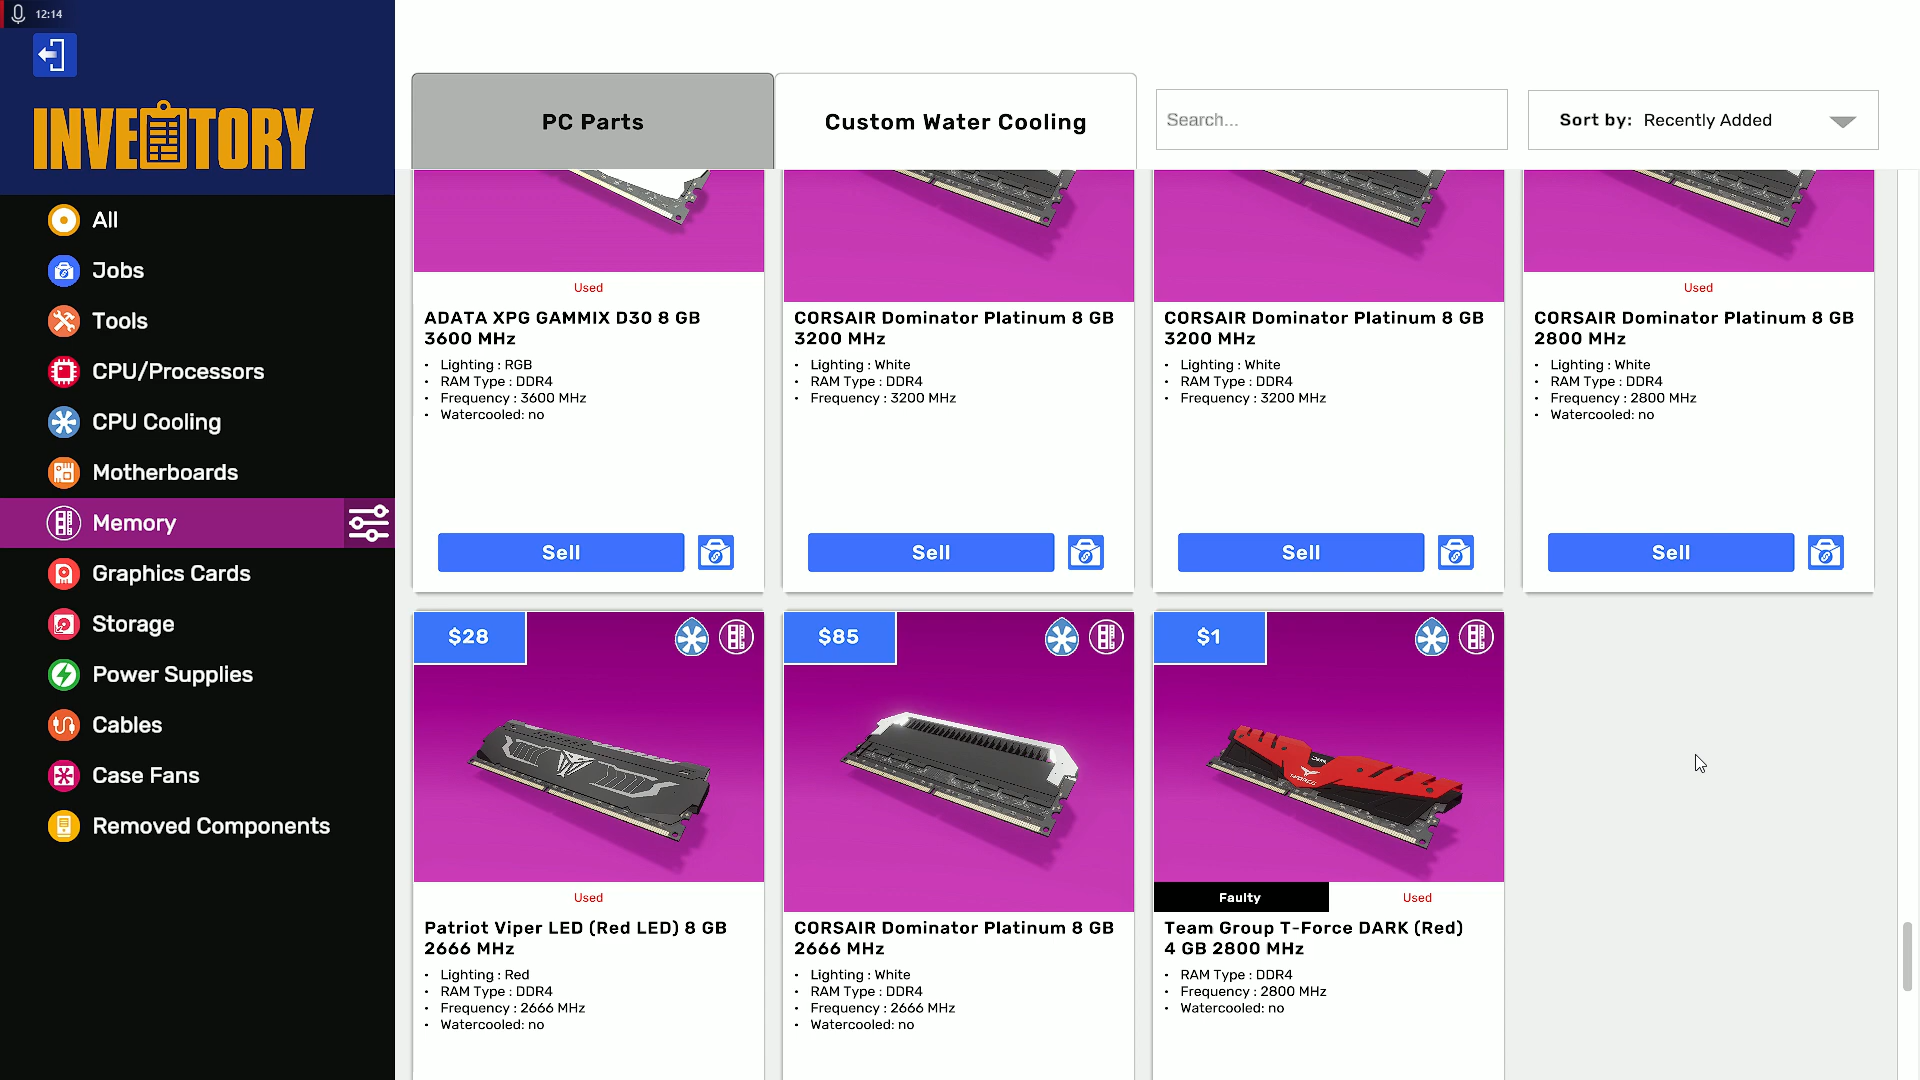 12:14
INVENTORY
PC Parts
Custom Water Cooling
Search...
Sort by: Recently Added
All
Jobs
Tools
CPU/Processors
CPU Cooling
Motherboards
Memory
Graphics Cards
Storage
Power Supplies
Cables
Case Fans
Removed Components
Used
ADATA XPG GAMMIX D30 8 GB
3600 MHz
• Lighting : RGB
• RAM Type : DDR4
• Frequency : 3600 MHz
• Watercooled: no
Sell
CORSAIR Dominator Platinum 8 GB
3200 MHz
• Lighting : White
• RAM Type : DDR4
• Frequency : 3200 MHz
Sell
CORSAIR Dominator Platinum 8 GB
3200 MHz
• Lighting : White
• RAM Type : DDR4
• Frequency : 3200 MHz
Sell
Used
CORSAIR Dominator Platinum 8 GB
2800 MHz
• Lighting : White
• RAM Type : DDR4
• Frequency : 2800 MHz
• Watercooled: no
Sell
$28
Used
Patriot Viper LED (Red LED) 8 GB
2666 MHz
• Lighting : Red
• RAM Type : DDR4
• Frequency : 2666 MHz
• Watercooled: no
$85
CORSAIR Dominator Platinum 8 GB
2666 MHz
• Lighting : White
• RAM Type : DDR4
• Frequency : 2666 MHz
• Watercooled: no
$1
Faulty
Used
Team Group T-Force DARK (Red)
4 GB 2800 MHz
• RAM Type : DDR4
• Frequency : 2800 MHz
• Watercooled: no